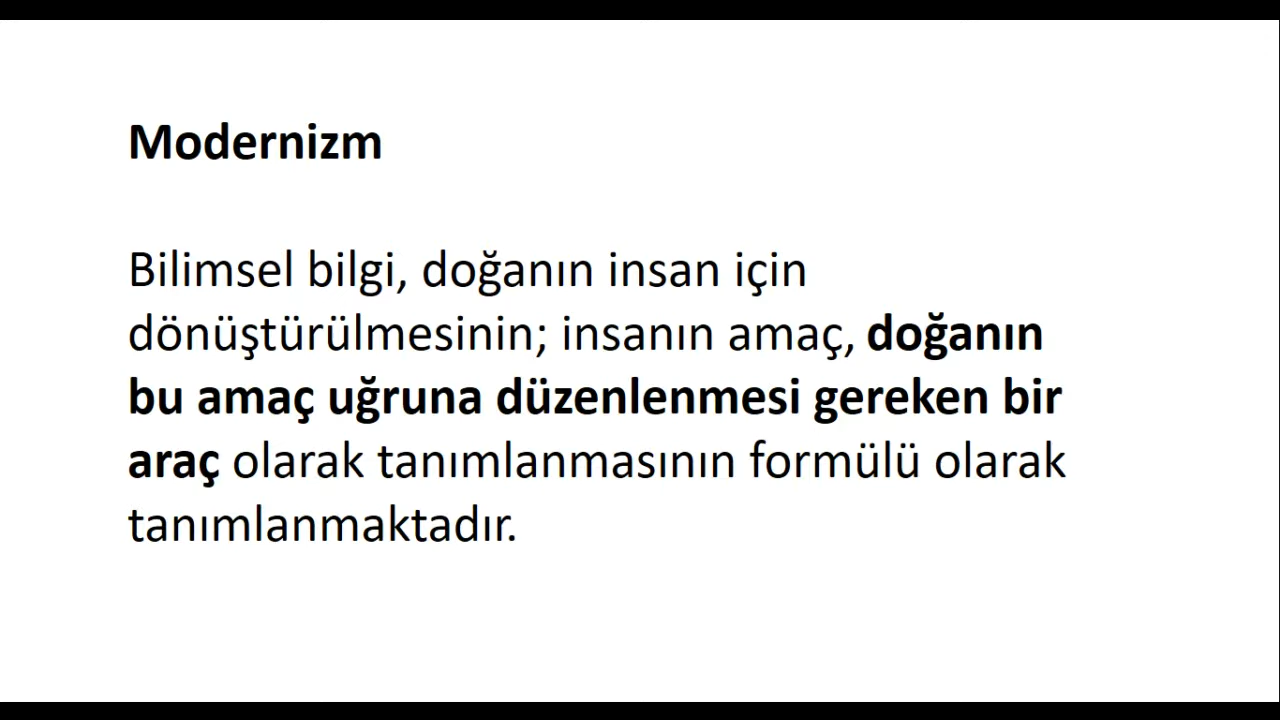 Modernizm
Bilimsel bilgi, doğanın insan için
dönüştürülmesinin; insanın amaç, doğanın
bu amaç uğruna düzenlenmesi gereken bir
araç olarak tanımlanmasının formülü olarak
tanımlanmaktadır.